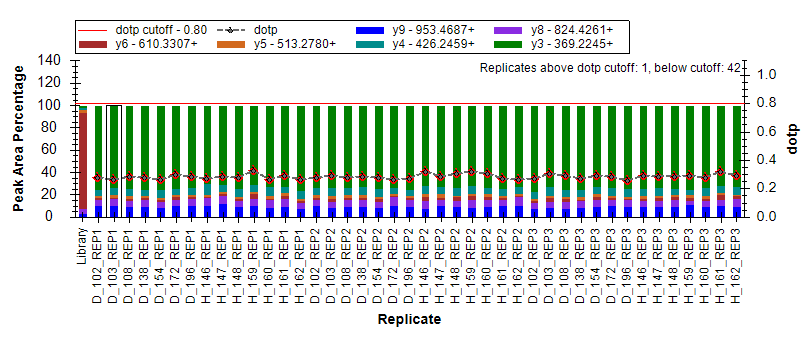 dotp cutoff - 0.80 dotp y9 - 953.4687+ y8 - 824.4261+
y6 - 610.3307+ y5 - 513.2780+ y4 - 426.2459+ y3 - 369.2245+
Replicates above dotp cutoff: 1, below cutoff: 42
Peak Area Percentage
140
120
100
80
60
40
20
0
1.0
0.8
0.6
0.4
0.2
0.0
dotp
Library
D_102_REP1
D_103_REP1
D_108_REP1
D_138_REP1
D_154_REP1
D_172_REP1
D_196_REP1
H_146_REP1
H_147_REP1
H_148_REP1
H_159_REP1
H_160_REP1
H_161_REP1
H_162_REP1
D_102_REP2
D_103_REP2
D_108_REP2
D_138_REP2
D_154_REP2
D_172_REP2
D_196_REP2
H_146_REP2
H_147_REP2
H_148_REP2
H_159_REP2
H_160_REP2
H_161_REP2
H_162_REP2
D_102_REP3
D_103_REP3
D_108_REP3
D_138_REP3
D_154_REP3
D_172_REP3
D_196_REP3
H_146_REP3
H_147_REP3
H_148_REP3
H_159_REP3
H_160_REP3
H_161_REP3
H_162_REP3
Replicate